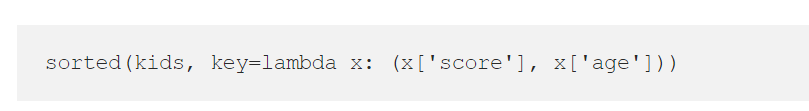 sorted(kids, key=lambda x: (x['score'], x['age']))